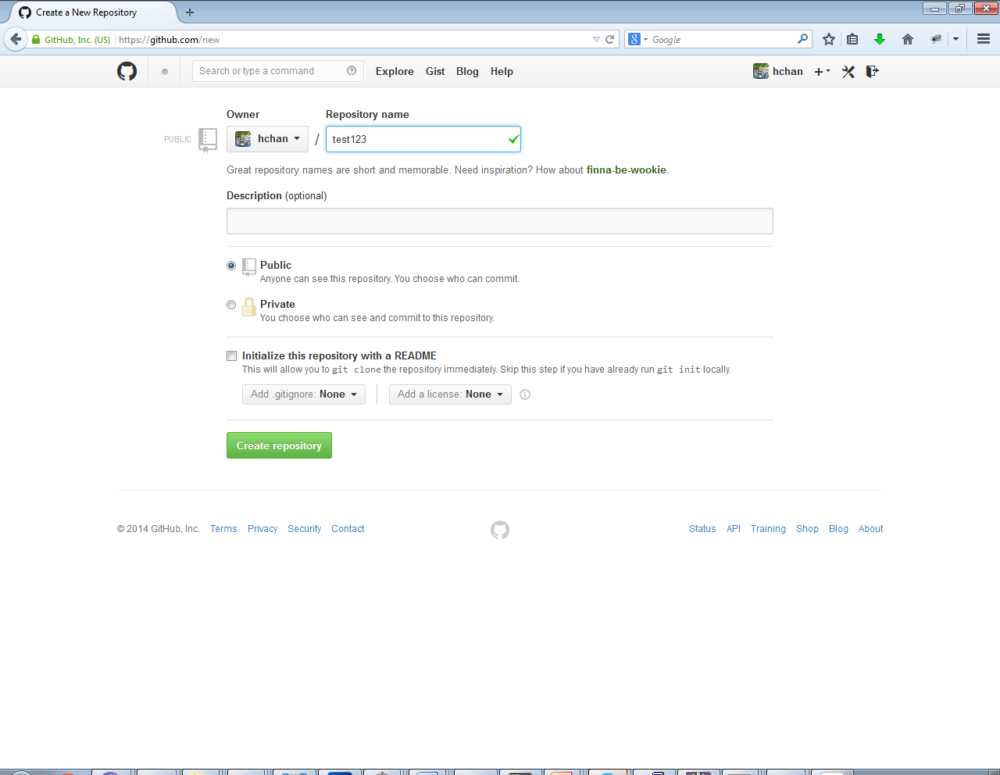 Create a New Repository
GitHub, Inc. (US) https://github.com/new
Google
Search or type a command
Explore Gist Blog Help
hchan
Owner Repository name
PUBLIC hchan / test123
Great repository names are short and memorable. Need inspiration? How about finna-be-wookie.
Description (optional)
Public
Anyone can see this repository. You choose who can commit.
Private
You choose who can see and commit to this repository.
Initialize this repository with a README
This will allow you to git clone the repository immediately. Skip this step if you have already run git init locally.
Add .gitignore: None Add a license: None
Create repository
© 2014 GitHub, Inc. Terms Privacy Security Contact Status API Training Shop Blog About